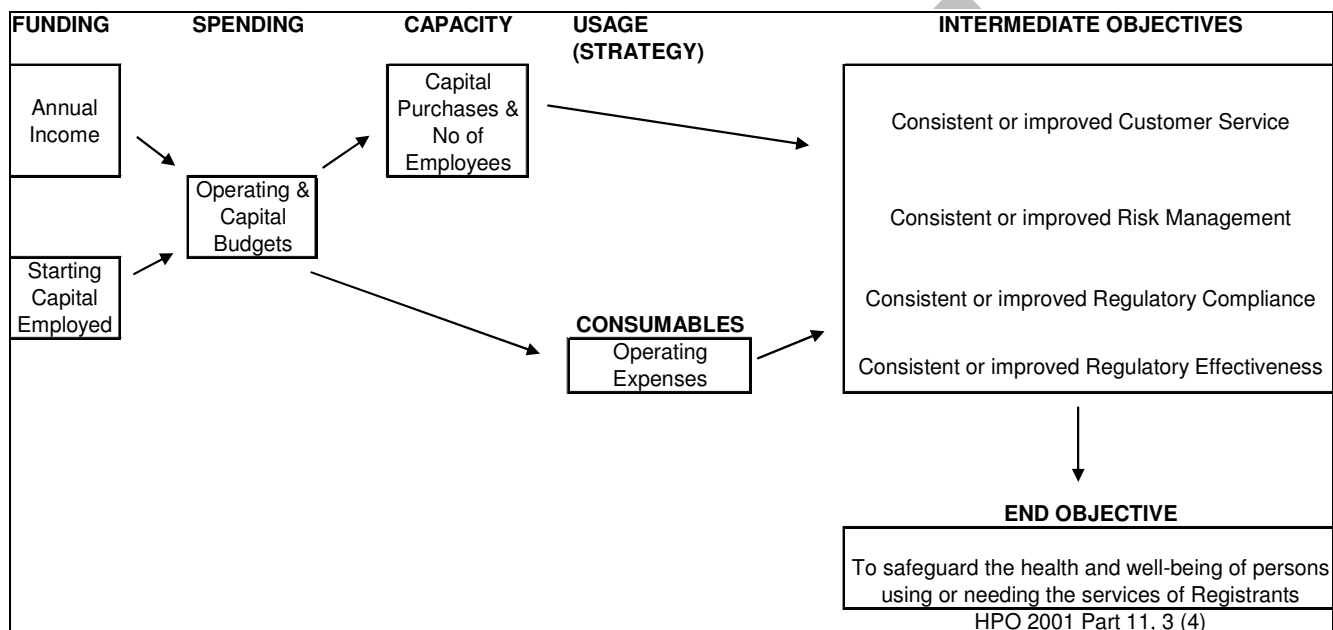 FUNDING SPENDING CAPACITY USAGE INTERMEDIATE OBJECTIVES
(STRATEGY)
Annual
Income
Starting
Capital
Employed
Operating &
Capital
Budgets
Capital
Purchases &
No of
Employees
CONSUMABLES
Operating
Expenses
Consistent or improved Customer Service
Consistent or improved Risk Management
Consistent or improved Regulatory Compliance
Consistent or improved Regulatory Effectiveness
END OBJECTIVE
To safeguard the health and well-being of persons
using or needing the services of Registrants
HPO 2001 Part 11, 3 (4)